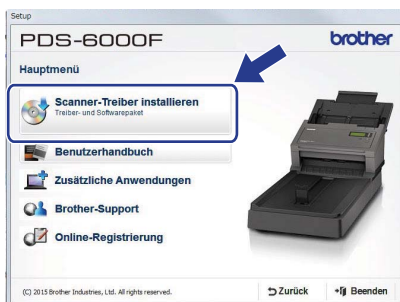 Setup
PDS-6000F
brother
Hauptmenü
Scanner-Treiber installieren
Treiber- und Softwarepaket
Benutzerhandbuch
Zusätzliche Anwendungen
Brother-Support
Online-Registrierung
(C) 2015 Brother Industries, Ltd. All rights reserved.
Zurück
Beenden